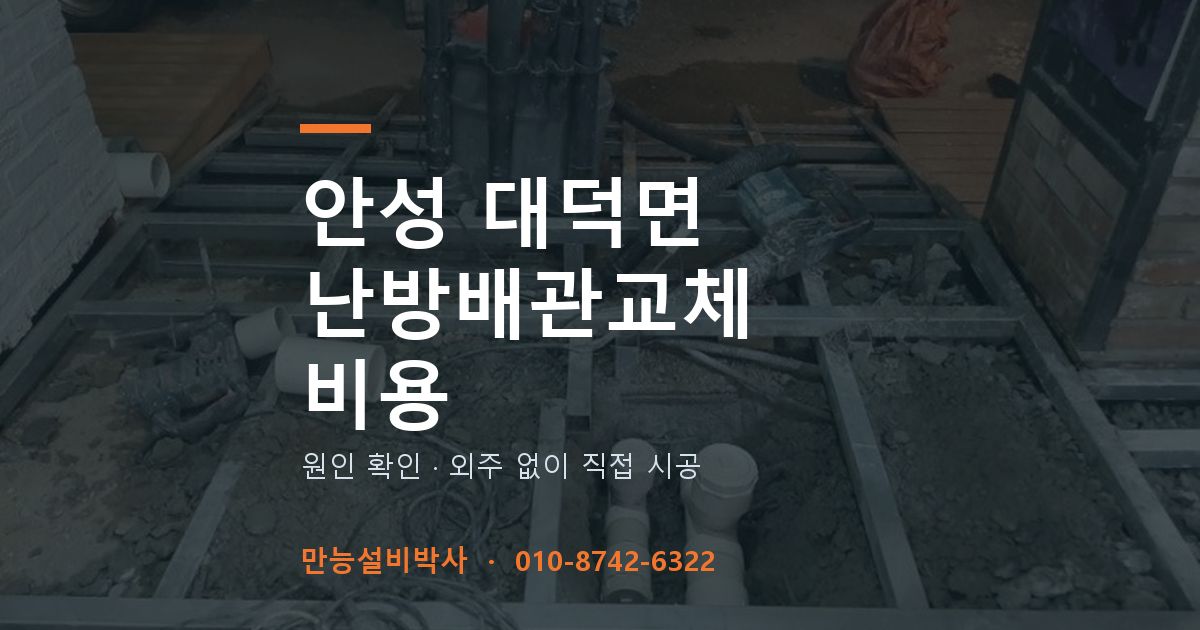 안성 대덕면
난방배관교체
비용
원인 확인 · 외주 없이 직접 시공
만능설비박사 · 010-8742-6322